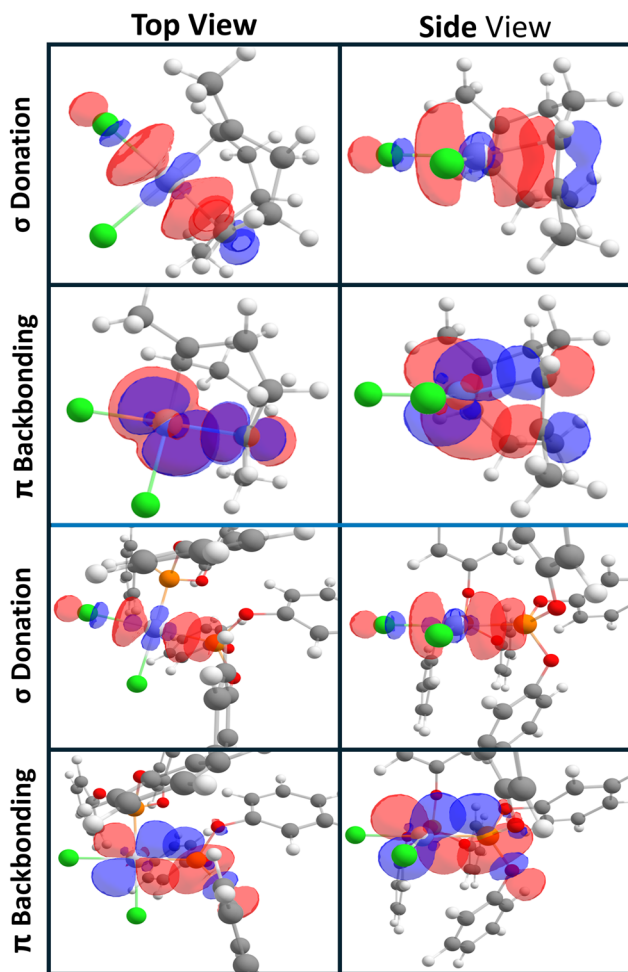 Top View
Side View
σ Donation
π Backbonding
σ Donation
π Backbonding